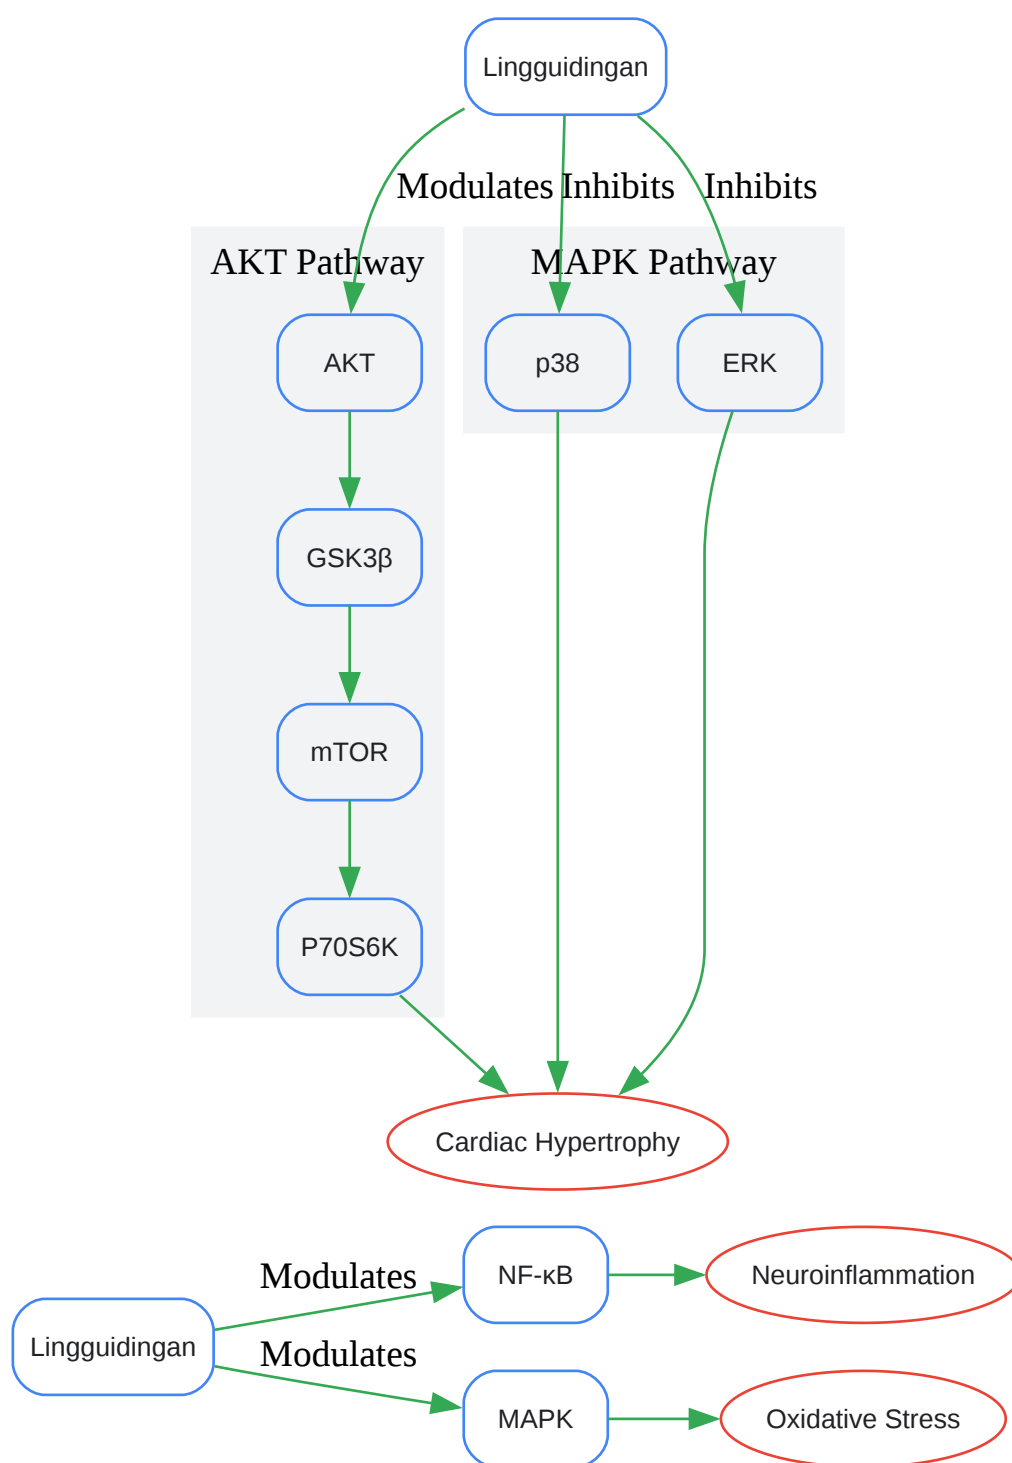 Lingguidingan
Modulates Inhibits Inhibits
AKT Pathway
MAPK Pathway
AKT
p38
ERK
GSK3β
mTOR
P70S6K
Cardiac Hypertrophy
Modulates
NF-κB
Neuroinflammation
Lingguidingan
Modulates
MAPK
Oxidative Stress